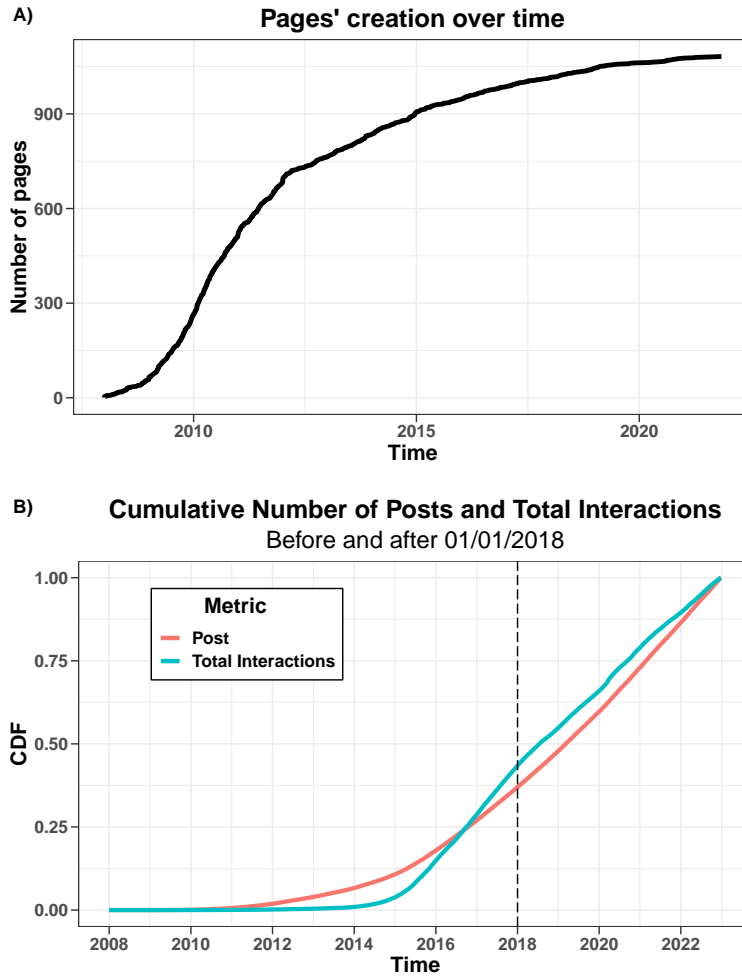 A)
Pages' creation over time
Number of pages
900
600
300
0
2010 2015 2020
Time
B)
Cumulative Number of Posts and Total Interactions
Before and after 01/01/2018
CDF
1.00
0.75
0.50
0.25
0.00
Metric
Post
Total Interactions
2008 2010 2012 2014 2016 2018 2020 2022
Time